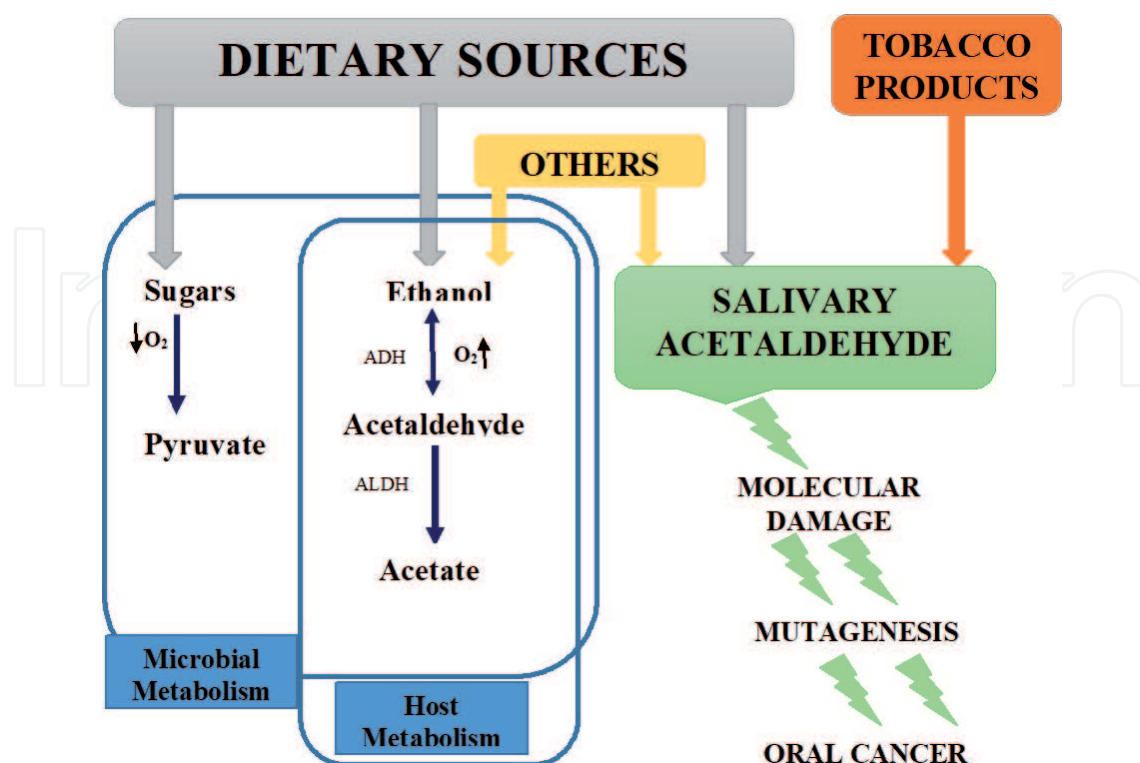 DIETARY SOURCES
TOBACCO
PRODUCTS
OTHERS
Sugars
↓O₂
Pyruvate
Ethanol
ADH
O₂↑
Acetaldehyde
ALDH
Acetate
SALIVARY
ACETALDEHYDE
MOLECULAR
DAMAGE
MUTAGENESIS
ORAL CANCER
Microbial
Metabolism
Host
Metabolism